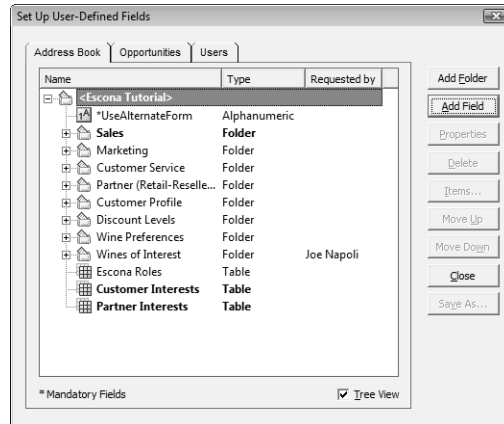 Set Up User-Defined Fields
Address Book Opportunities Users
Name Type Requested by
<Escona Tutorial>
*UseAlternateForm Alphanumeric
Sales Folder
Marketing Folder
Customer Service Folder
Partner (Retail-Reselle... Folder
Customer Profile Folder
Discount Levels Folder
Wine Preferences Folder
Wines of Interest Folder Joe Napoli
Escona Roles Table
Customer Interests Table
Partner Interests Table
* Mandatory Fields
Tree View
Add Folder
Add Field
Properties
Delete
Items...
Move Up
Move Down
Close
Save As...